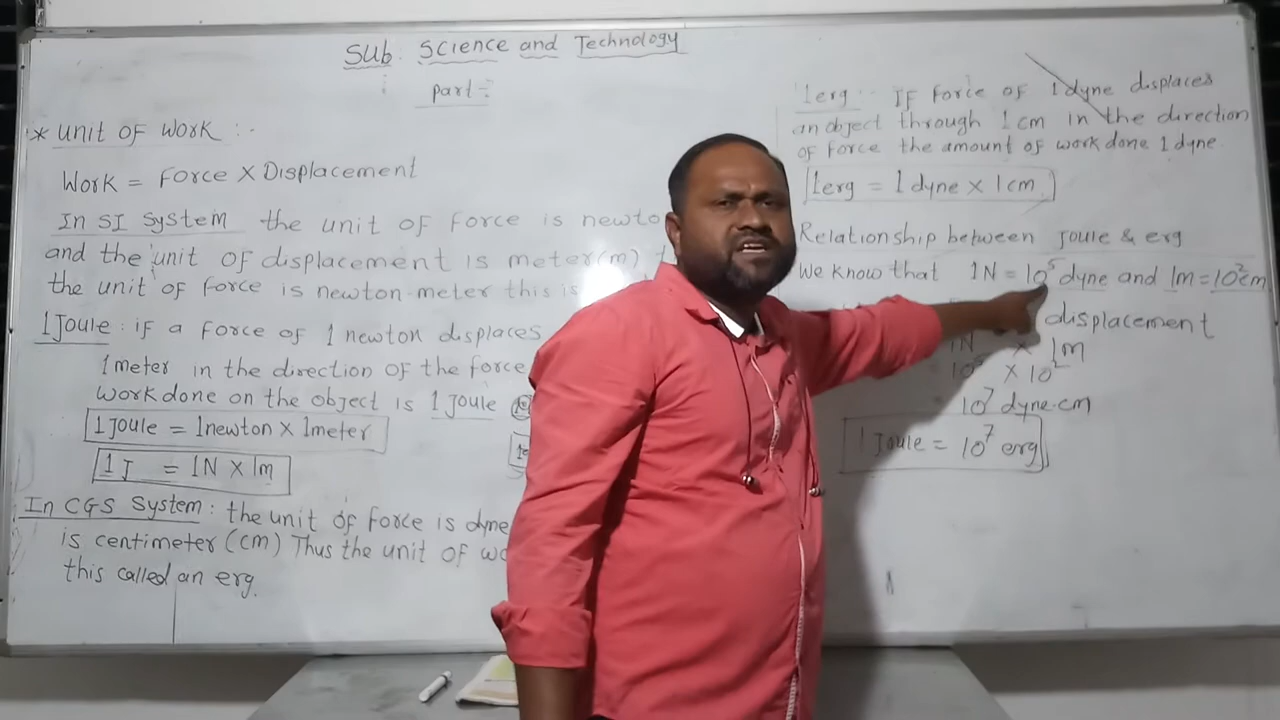 Sub: Science and Technology
Part-:
* Unit of Work :-
Work = Force X Displacement
In SI System the unit of force is newto
and the unit of displacement is meter(m) t
the unit of force is newton-meter this is
1 Joule : if a force of 1 newton displaces
1 meter in the direction of the force
work done on the object is 1 Joule
1 Joule = 1 newton X 1 meter
1 J = 1N X 1m
In CGS System : the unit of force is dyne
is centimeter (cm) Thus the unit of wo
this called an erg.
1 erg :- If force of 1 dyne displaces
an object through 1 cm in the direction
of force the amount of work done 1 dyne
1 erg = 1 dyne X 1 cm
Relationship between Joule & erg
We know that 1N = 10⁵ dyne and 1m = 10²cm
displacement
1N X 1m
= 10⁵ X 10²
10⁷ dyne.cm
1 Joule = 10⁷ erg